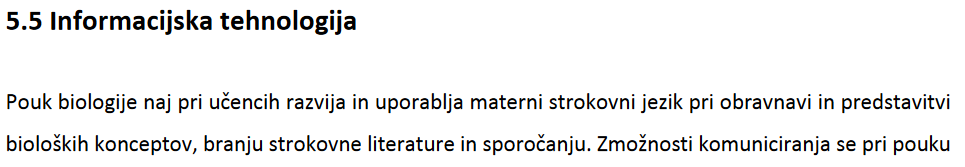 5.5 Informacijska tehnologija
Pouk biologije naj pri učencih razvija in uporablja materni strokovni jezik pri obravnavi in predstavitvi
bioloških konceptov, branju strokovne literature in sporočanju. Zmožnosti komuniciranja se pri pouku